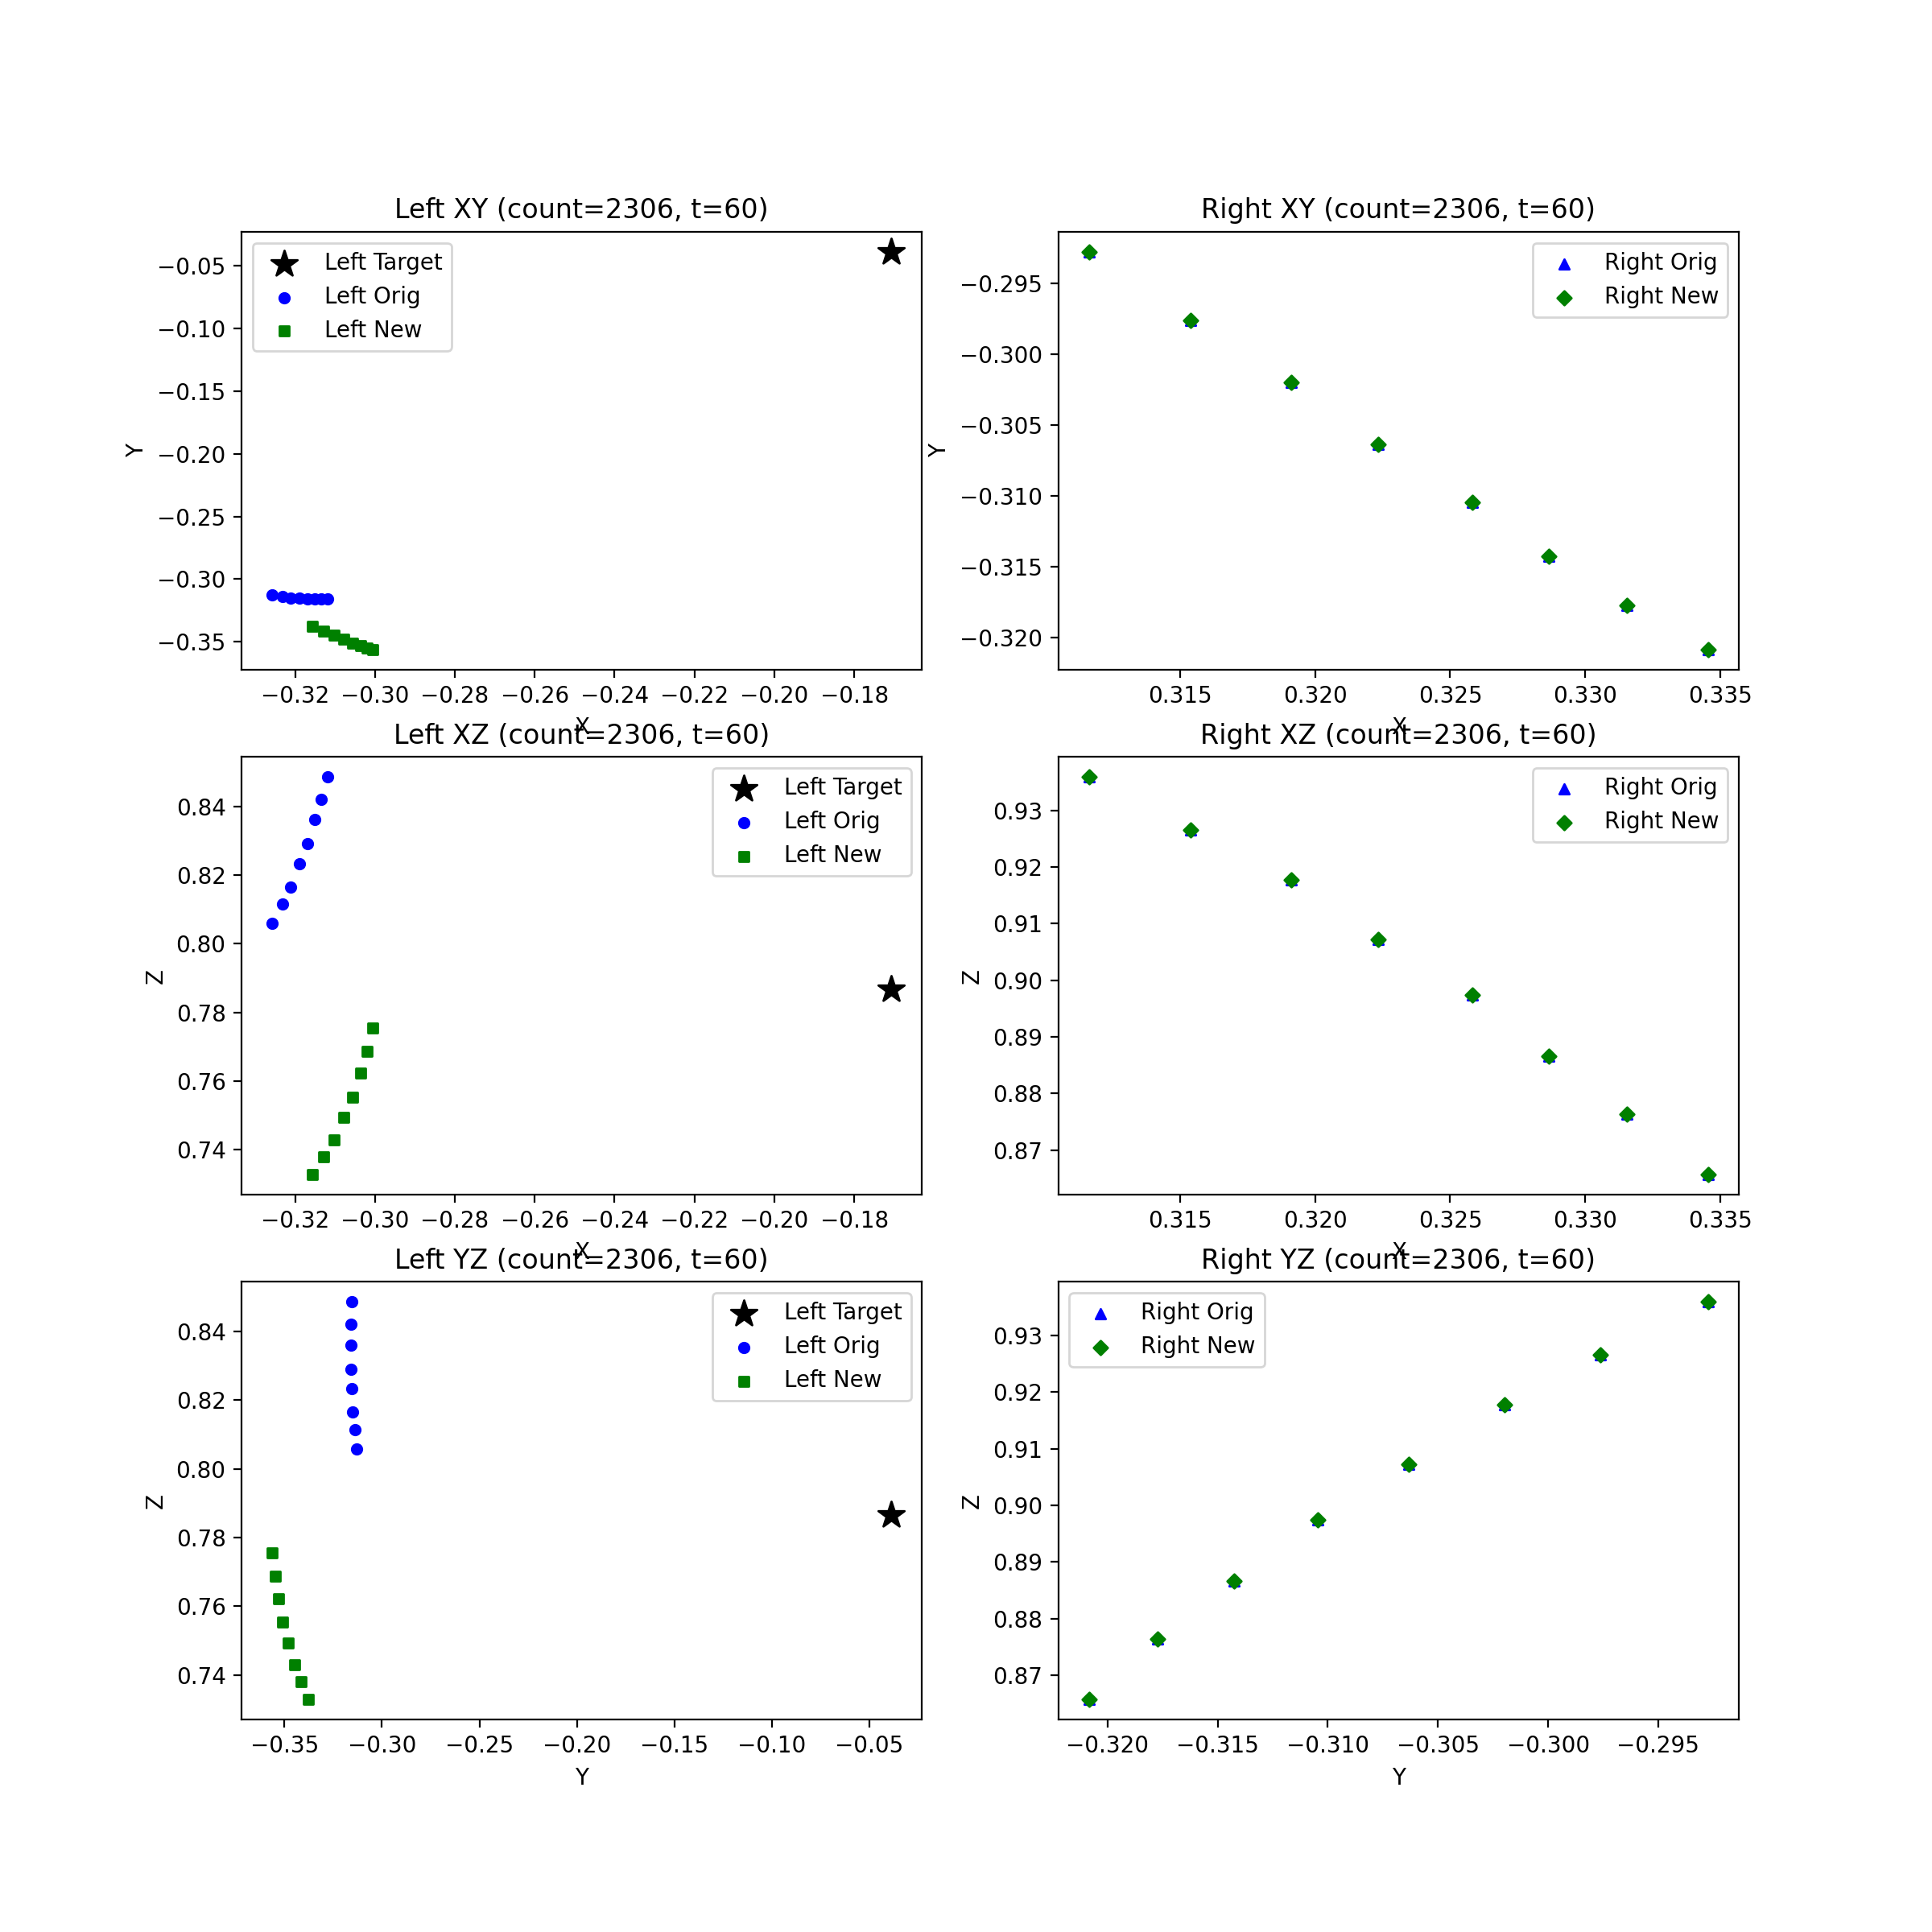 Left XY (count=2306, t=60)
Left Target
Left Orig
Left New
−0.05
−0.10
−0.15
−0.20
−0.25
−0.30
−0.35
Y
−0.32 −0.30 −0.28 −0.26 −0.24 −0.22 −0.20 −0.18
X
Right XY (count=2306, t=60)
Right Orig
Right New
−0.295
−0.300
−0.305
−0.310
−0.315
−0.320
Y
0.315 0.320 0.325 0.330 0.335
X
Left XZ (count=2306, t=60)
Left Target
Left Orig
Left New
0.84
0.82
0.80
0.78
0.76
0.74
Z
−0.32 −0.30 −0.28 −0.26 −0.24 −0.22 −0.20 −0.18
X
Right XZ (count=2306, t=60)
Right Orig
Right New
0.93
0.92
0.91
0.90
0.89
0.88
0.87
Z
0.315 0.320 0.325 0.330 0.335
X
Left YZ (count=2306, t=60)
Left Target
Left Orig
Left New
0.84
0.82
0.80
0.78
0.76
0.74
Z
−0.35 −0.30 −0.25 −0.20 −0.15 −0.10 −0.05
Y
Right YZ (count=2306, t=60)
Right Orig
Right New
0.93
0.92
0.91
0.90
0.89
0.88
0.87
Z
−0.320 −0.315 −0.310 −0.305 −0.300 −0.295
Y